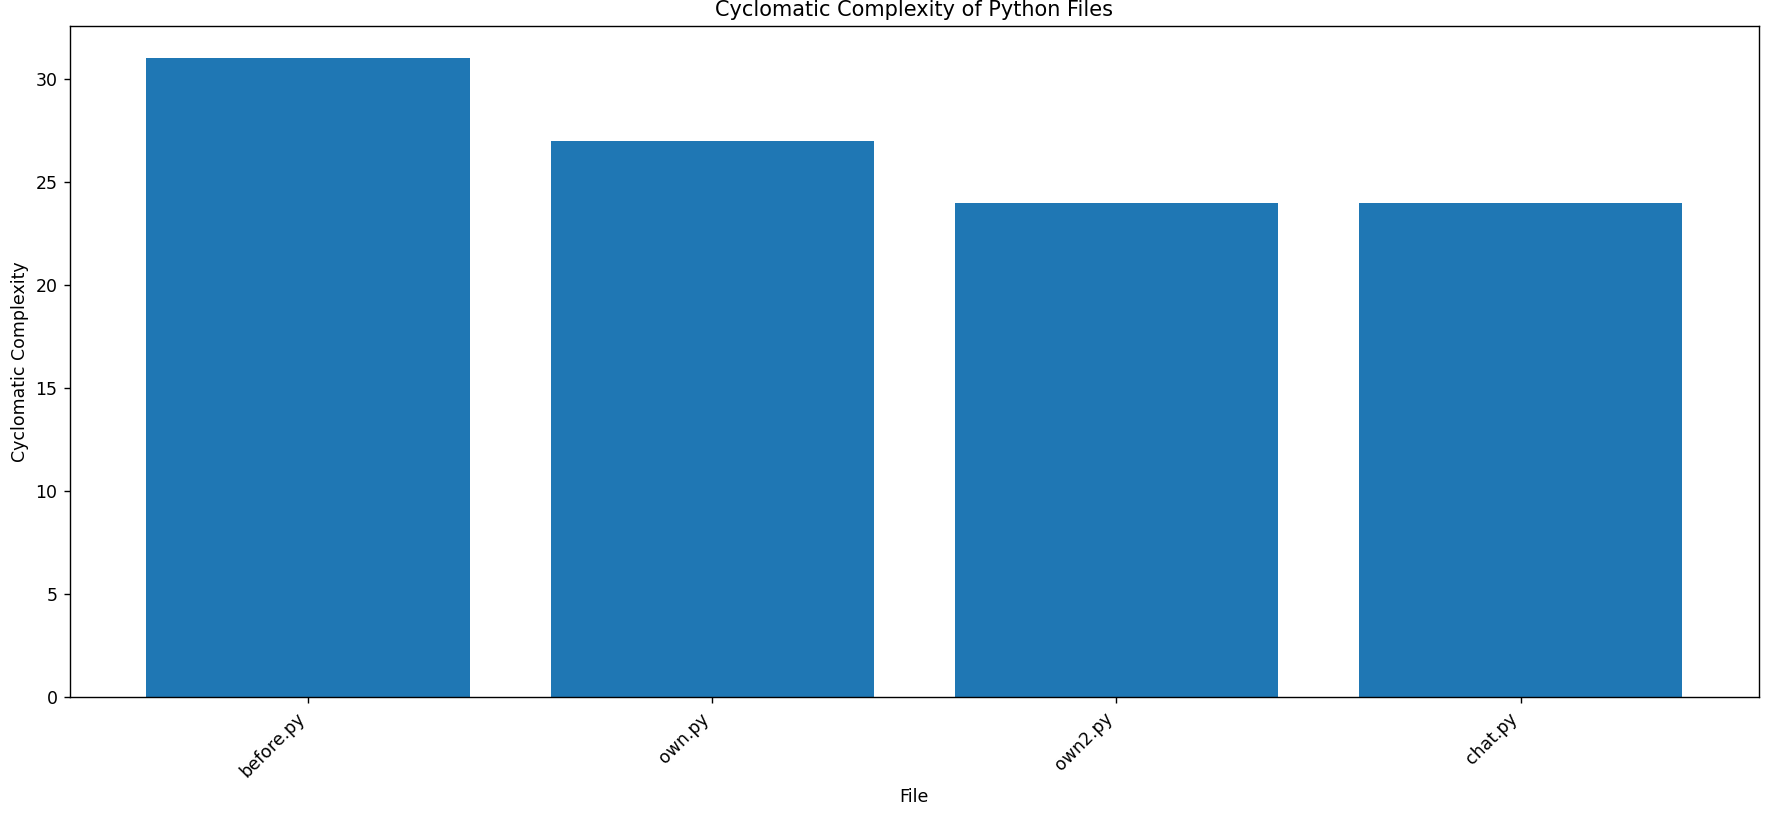 Cyclomatic Complexity of Python Files
Cyclomatic Complexity
30
25
20
15
10
5
0
before.py
own.py
own2.py
chat.py
File